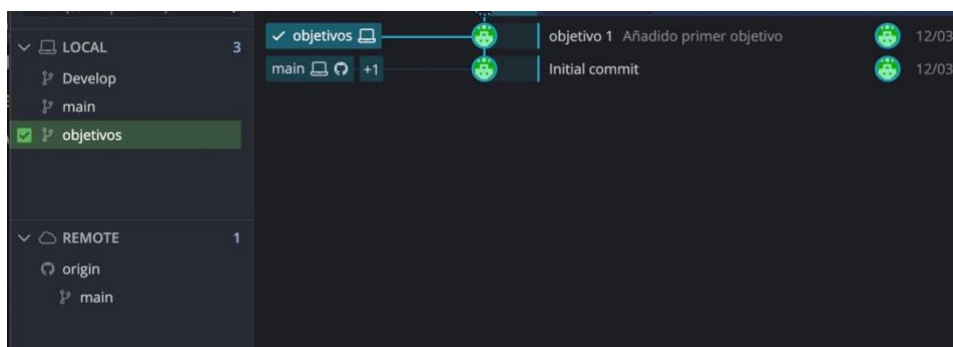 LOCAL 3
Develop
main
objetivos
REMOTE 1
origin
main
objetivos objetivo 1 Añadido primer objetivo 12/03
main +1 Initial commit 12/03